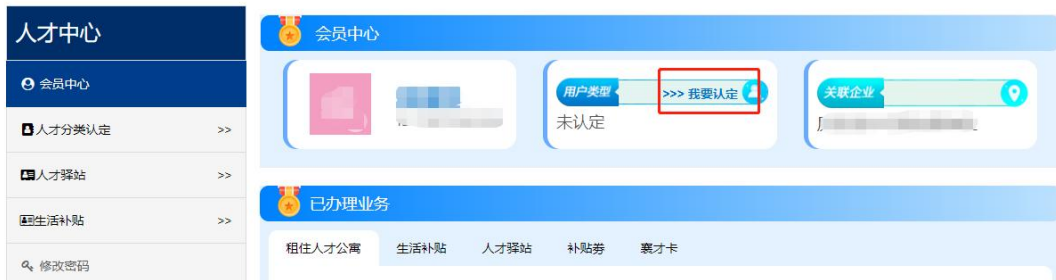 人才中心
会员中心
人才分类认定 >>
人才驿站 >>
生活补贴 >>
修改密码
会员中心
用户类型 >>> 我要认定
未认定
关联企业
已办理业务
租住人才公寓 生活补贴 人才驿站 补贴券 襄才卡